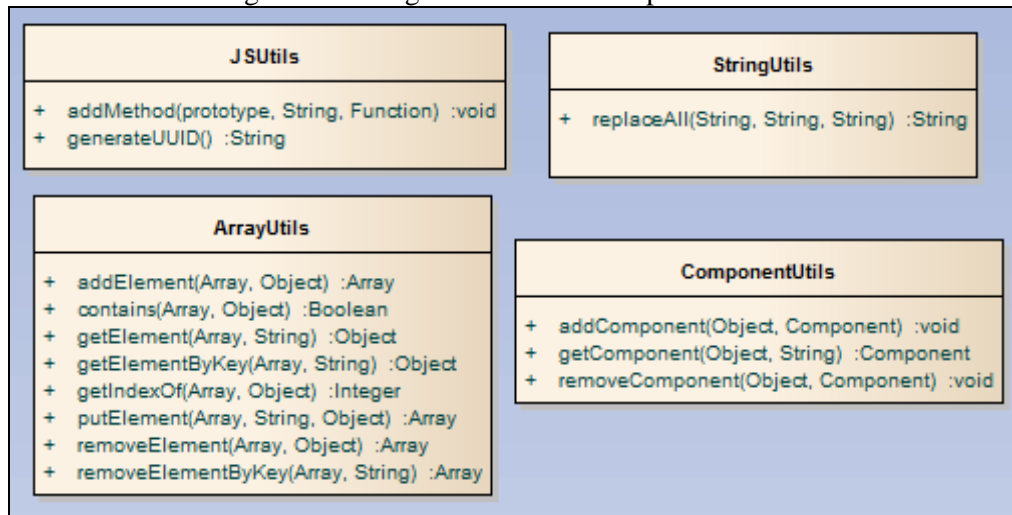 JSUtils
+ addMethod(prototype, String, Function) :void
+ generateUUID() :String
StringUtils
+ replaceAll(String, String, String) :String
ArrayUtils
+ addElement(Array, Object) :Array
+ contains(Array, Object) :Boolean
+ getElement(Array, String) :Object
+ getElementByKey(Array, String) :Object
+ getIndexOf(Array, Object) :Integer
+ putElement(Array, String, Object) :Array
+ removeElement(Array, Object) :Array
+ removeElementByKey(Array, String) :Array
ComponentUtils
+ addComponent(Object, Component) :void
+ getComponent(Object, String) :Component
+ removeComponent(Object, Component) :void